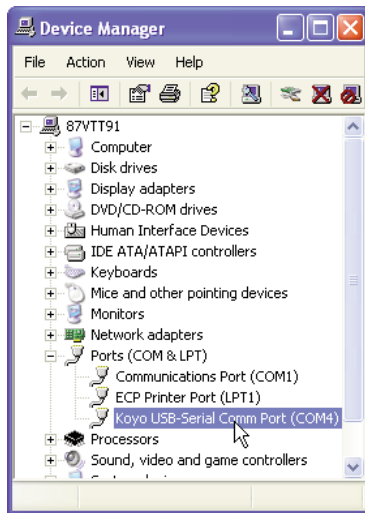 Device Manager
File Action View Help
87VTT91
Computer
Disk drives
Display adapters
DVD/CD-ROM drives
Human Interface Devices
IDE ATA/ATAPI controllers
Keyboards
Mice and other pointing devices
Monitors
Network adapters
Ports (COM & LPT)
Communications Port (COM1)
ECP Printer Port (LPT1)
Koyo USB-Serial Comm Port (COM4)
Processors
Sound, video and game controllers